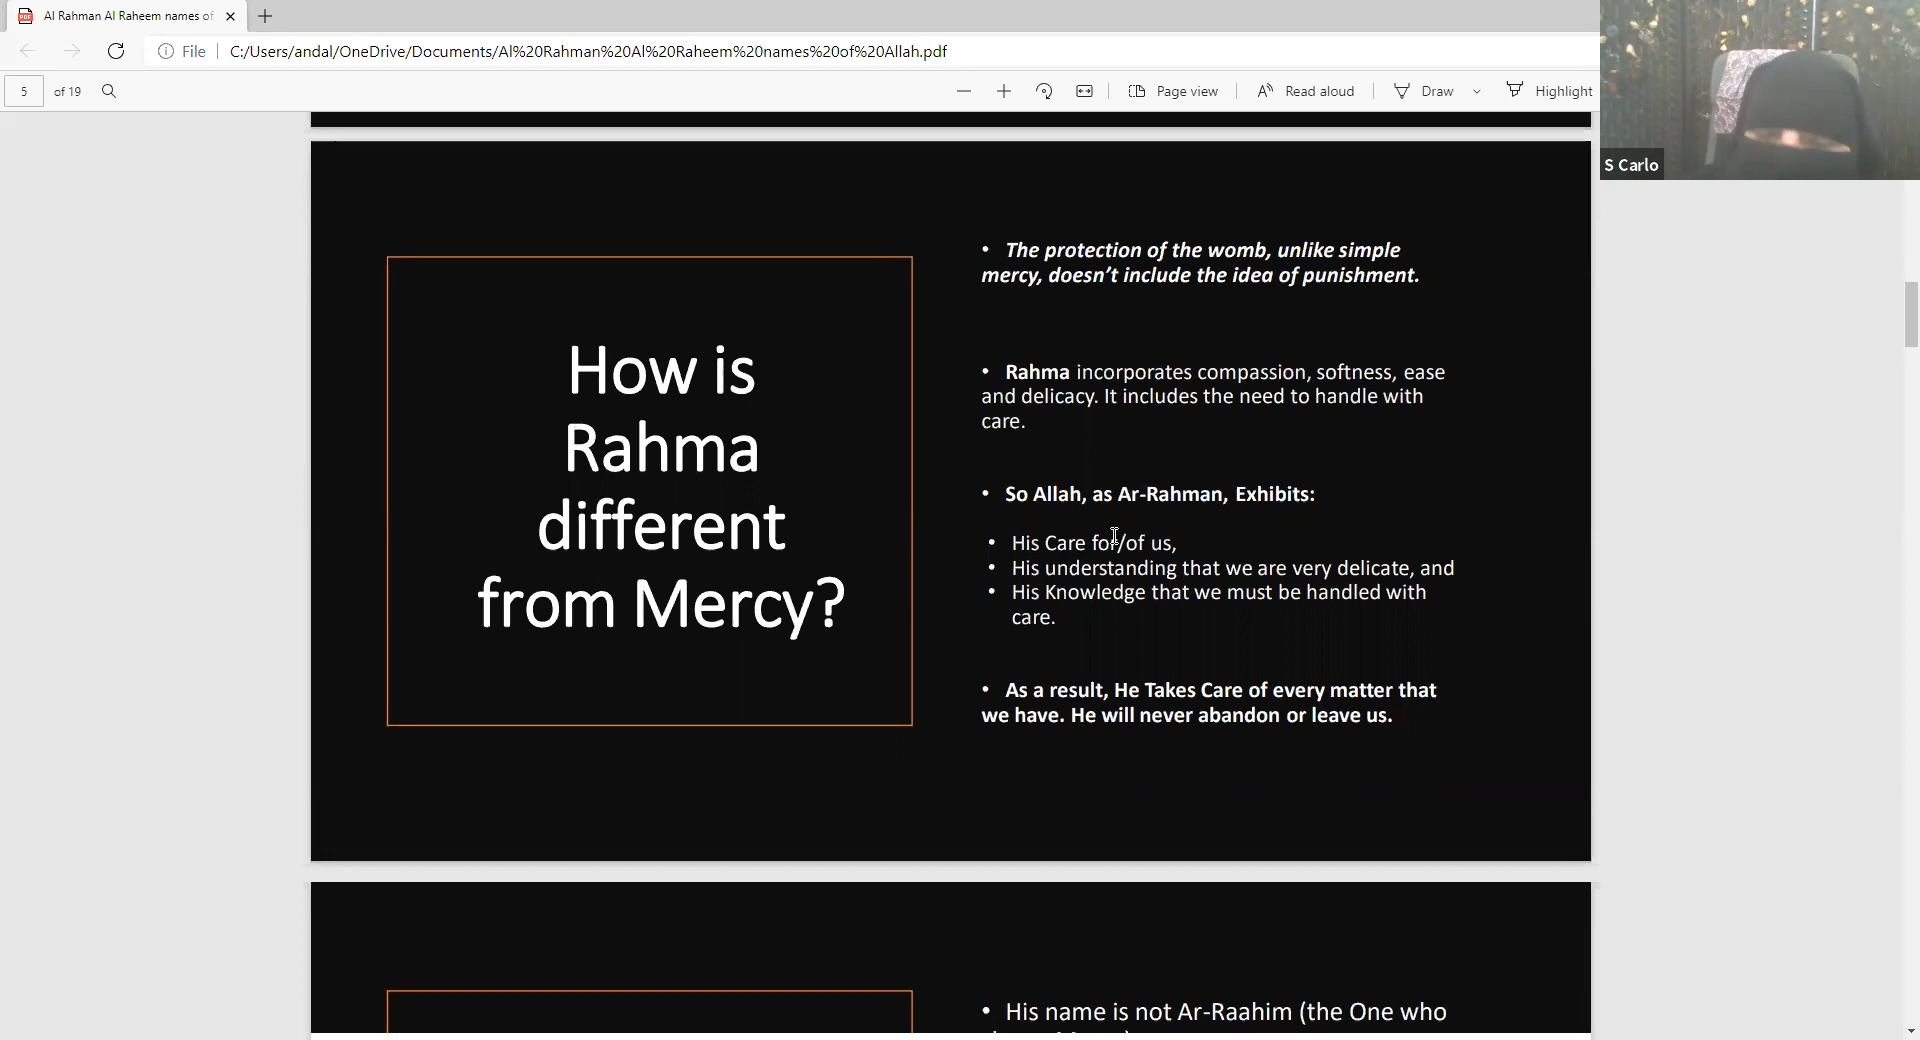 Al Rahman Al Raheem names of
File
C:/Users/andal/OneDrive/Documents/Al%20Rahman%20Al%20Raheem%20names%20of%20Allah.pdf
5 of 19
Page view
Read aloud
Draw
Highlight
S Carlo
How is
Rahma
different
from Mercy?
• The protection of the womb, unlike simple
mercy, doesn’t include the idea of punishment.
• Rahma incorporates compassion, softness, ease
and delicacy. It includes the need to handle with
care.
• So Allah, as Ar-Rahman, Exhibits:
• His Care for/of us,
• His understanding that we are very delicate, and
• His Knowledge that we must be handled with
care.
• As a result, He Takes Care of every matter that
we have. He will never abandon or leave us.
• His name is not Ar-Raahim (the One who